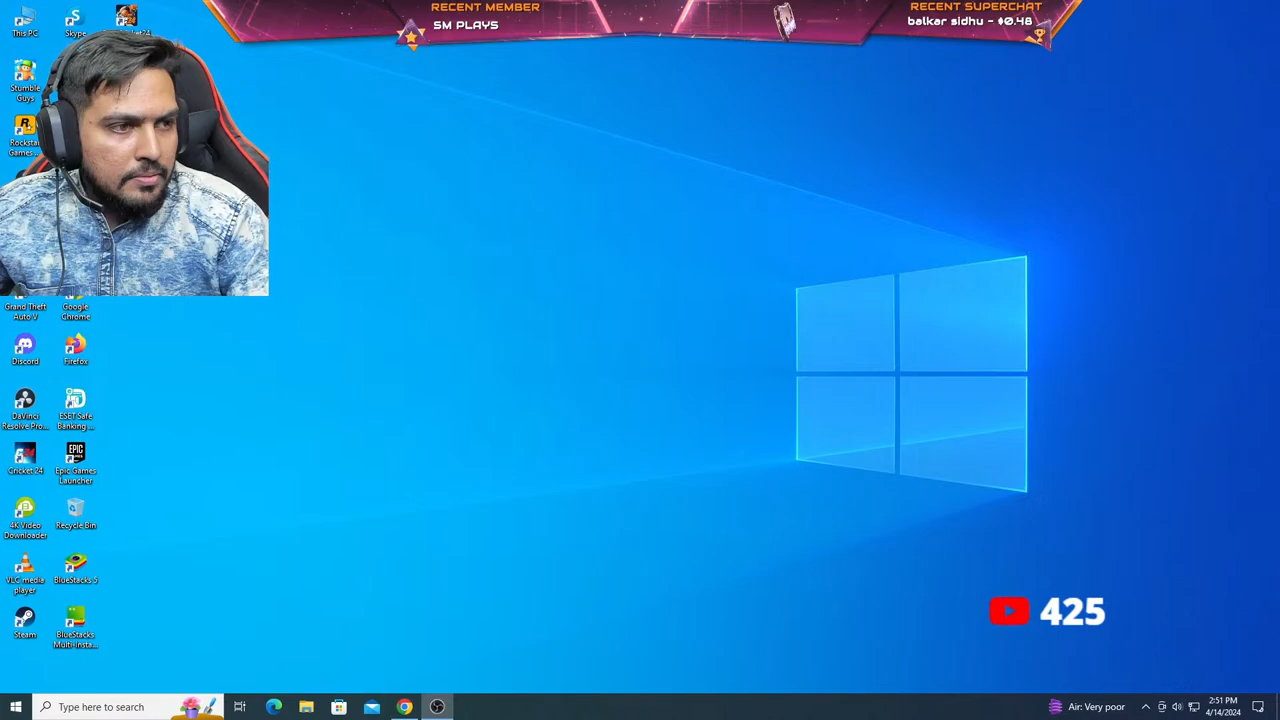 RECENT MEMBER
SM PLAYS
RECENT SUPERCHAT
balkar sidhu - $0.48
This PC
Skype
Stumble
Guys
Rockstar
Games...
Grand Theft
Auto V
Google
Chrome
Discord
Firefox
DaVinci
Resolve Pro...
ESET Safe
Banking ...
Cricket 24
Epic Games
Launcher
4K Video
Downloader
Recycle Bin
VLC media
player
BlueStacks 5
Steam
BlueStacks
Multi-Insta...
425
Type here to search
Air: Very poor
2:51 PM
4/14/2024